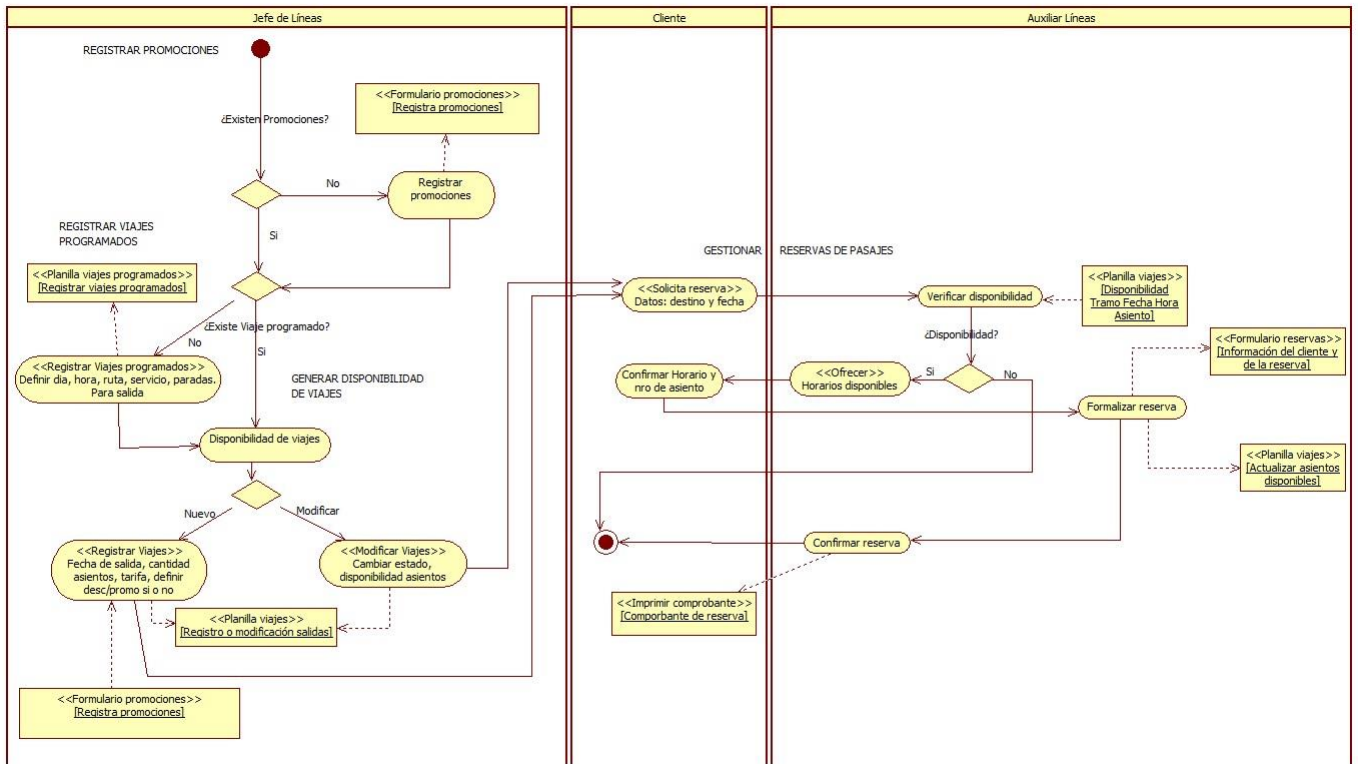 Jefe de Líneas
Cliente
Auxiliar Líneas
REGISTRAR PROMOCIONES
<<Formulario promociones>>
[Registra promociones]
¿Existen Promociones?
No
Registrar
promociones
Si
REGISTRAR VIAJES
PROGRAMADOS
<<Planilla viajes programados>>
[Registrar viajes programados]
¿Existe Viaje programado?
No
Si
<<Registrar Viajes programados>>
Definir dia, hora, ruta, servicio, paradas.
Para salida
GENERAR DISPONIBILIDAD
DE VIAJES
Disponibilidad de viajes
Nuevo
Modificar
<<Registrar Viajes>>
Fecha de salida, cantidad
asientos, tarifa, definir
desc/promo si o no
<<Modificar Viajes>>
Cambiar estado,
disponibilidad asientos
<<Planilla viajes>>
[Registro o modificación salidas]
<<Formulario promociones>>
[Registra promociones]
GESTIONAR RESERVAS DE PASAJES
<<Solicita reserva>>
Datos: destino y fecha
Verificar disponibilidad
<<Planilla viajes>>
[Disponibilidad
Tramo Fecha Hora
Asiento]
¿Disponibilidad?
Si
No
<<Ofrecer>>
Horarios disponibles
Confirmar Horario y
nro de asiento
<<Formulario reservas>>
[Información del cliente y
de la reserva]
Formalizar reserva
<<Planilla viajes>>
[Actualizar asientos
disponibles]
Confirmar reserva
<<Imprimir comprobante>>
[Comporbante de reserva]